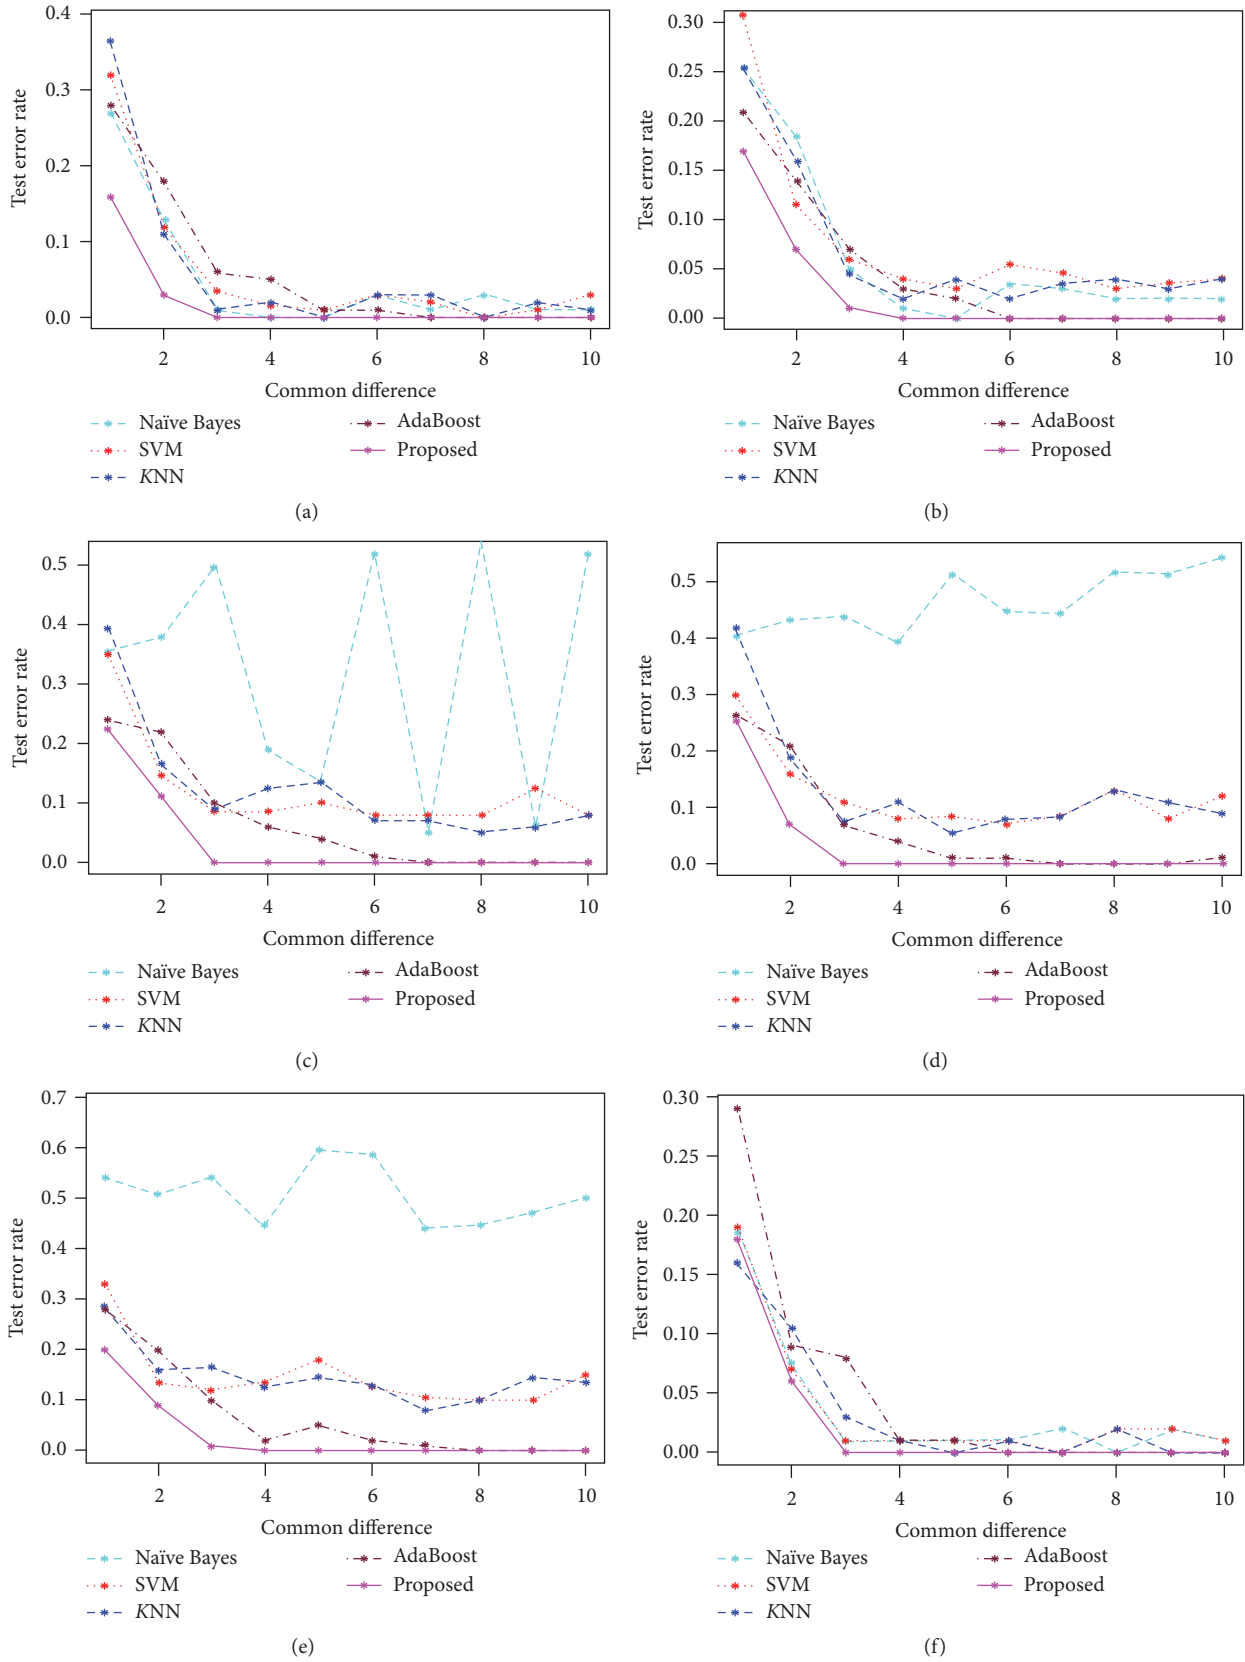 0.4
0.3
0.2
0.1
0.0
Test error rate
2 4 6 8 10
Common difference
Naïve Bayes
SVM
KNN
AdaBoost
Proposed
(a)
0.30
0.25
0.20
0.15
0.10
0.05
0.00
Test error rate
2 4 6 8 10
Common difference
Naïve Bayes
SVM
KNN
AdaBoost
Proposed
(b)
0.5
0.4
0.3
0.2
0.1
0.0
Test error rate
2 4 6 8 10
Common difference
Naïve Bayes
SVM
KNN
AdaBoost
Proposed
(c)
0.5
0.4
0.3
0.2
0.1
0.0
Test error rate
2 4 6 8 10
Common difference
Naïve Bayes
SVM
KNN
AdaBoost
Proposed
(d)
0.7
0.6
0.5
0.4
0.3
0.2
0.1
0.0
Test error rate
2 4 6 8 10
Common difference
Naïve Bayes
SVM
KNN
AdaBoost
Proposed
(e)
0.30
0.25
0.20
0.15
0.10
0.05
0.00
Test error rate
2 4 6 8 10
Common difference
Naïve Bayes
SVM
KNN
AdaBoost
Proposed
(f)